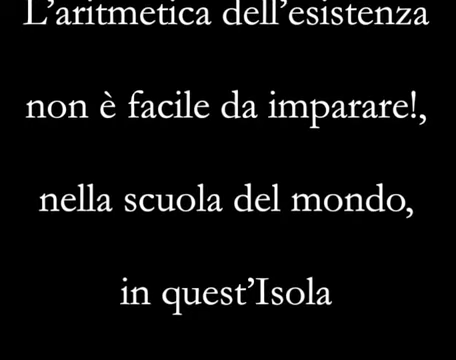 L’aritmetica dell’esistenza
non è facile da imparare!,
nella scuola del mondo,
in quest’Isola